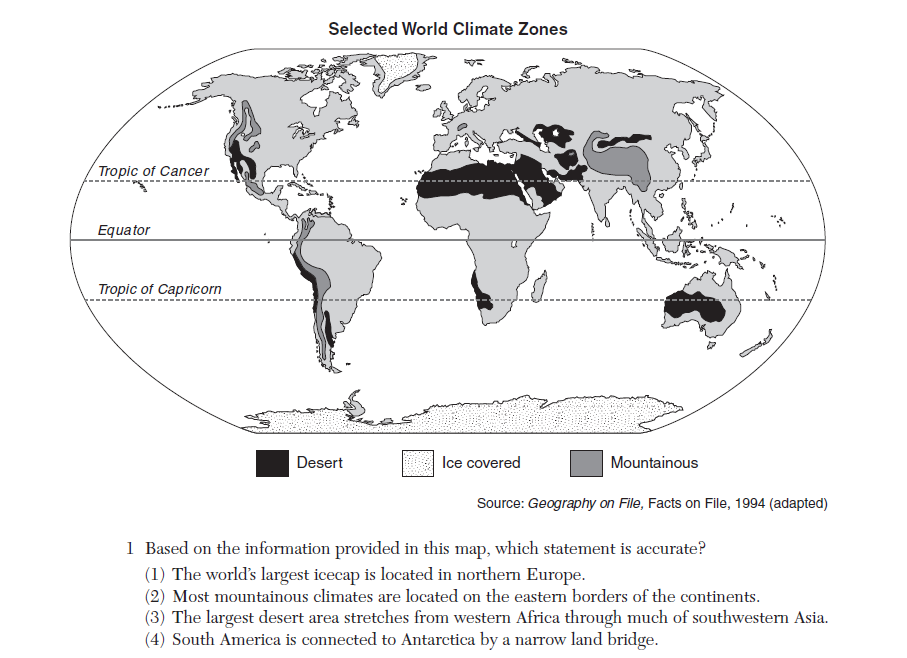 Selected World Climate Zones
Tropic of Cancer
Equator
Tropic of Capricorn
Desert
Ice covered
Mountainous
Source: Geography on File, Facts on File, 1994 (adapted)
1 Based on the information provided in this map, which statement is accurate?
(1) The world’s largest icecap is located in northern Europe.
(2) Most mountainous climates are located on the eastern borders of the continents.
(3) The largest desert area stretches from western Africa through much of southwestern Asia.
(4) South America is connected to Antarctica by a narrow land bridge.